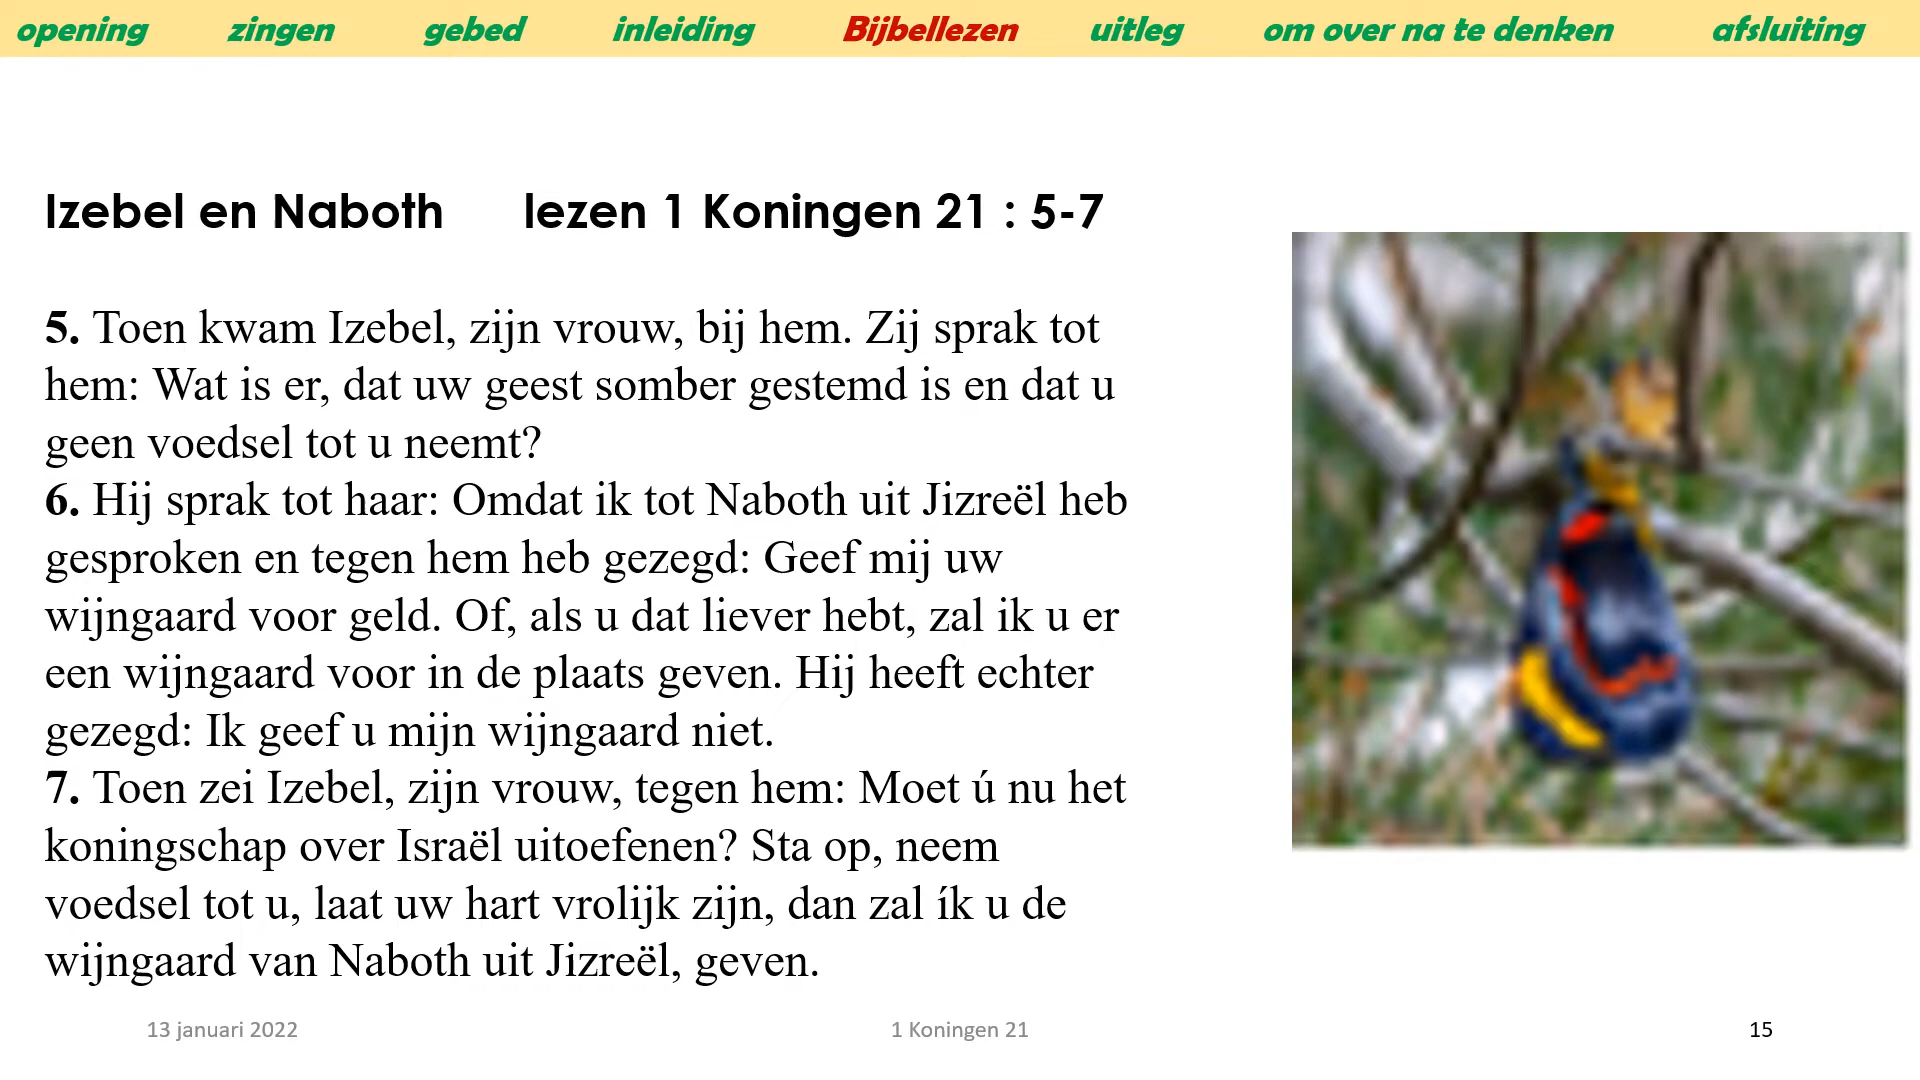 opening zingen gebed inleiding Bijbellezen uitleg om over na te denken afsluiting
Izebel en Naboth lezen 1 Koningen 21 : 5-7
5. Toen kwam Izebel, zijn vrouw, bij hem. Zij sprak tot
hem: Wat is er, dat uw geest somber gestemd is en dat u
geen voedsel tot u neemt?
6. Hij sprak tot haar: Omdat ik tot Naboth uit Jizreël heb
gesproken en tegen hem heb gezegd: Geef mij uw
wijngaard voor geld. Of, als u dat liever hebt, zal ik u er
een wijngaard voor in de plaats geven. Hij heeft echter
gezegd: Ik geef u mijn wijngaard niet.
7. Toen zei Izebel, zijn vrouw, tegen hem: Moet ú nu het
koningschap over Israël uitoefenen? Sta op, neem
voedsel tot u, laat uw hart vrolijk zijn, dan zal ík u de
wijngaard van Naboth uit Jizreël, geven.
13 januari 2022 1 Koningen 21 15